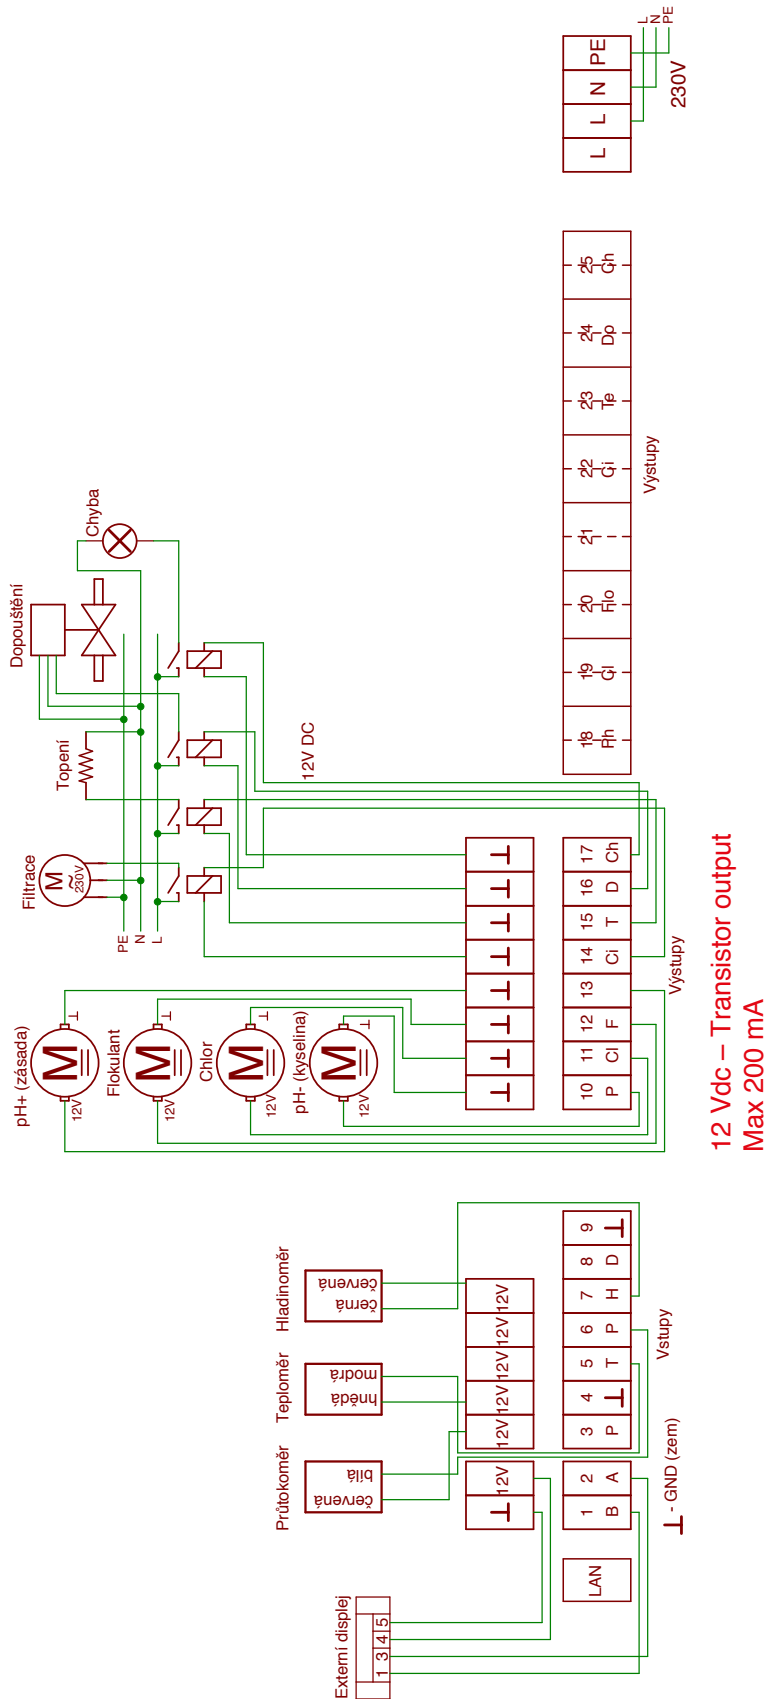 Externí displej
1 3 4 5
LAN
Průtokoměr
červená
bílá
Teploměr
hnědá
modrá
Hladinoměr
černá
červená
12V
12V 12V 12V 12V 12V
1 2
B A
3 4 5 6 7 8 9
P T P H D
Vstupy
- GND (zem)
pH+ (zásada)
M
12V
Flokulant
M
12V
Chlor
M
12V
pH- (kyselina)
M
12V
10 11 12 13 14 15 16 17
P Cl F Ci T D Ch
Výstupy
12 Vdc – Transistor output
Max 200 mA
Filtrace
M
~
230V
Topení
Dopouštění
Chyba
PE
N
L
12V DC
18 19 20 21 22 23 24 25
Ph Cl Flo Ci Te Do Ch
Výstupy
L L N PE
L
N
PE
230V